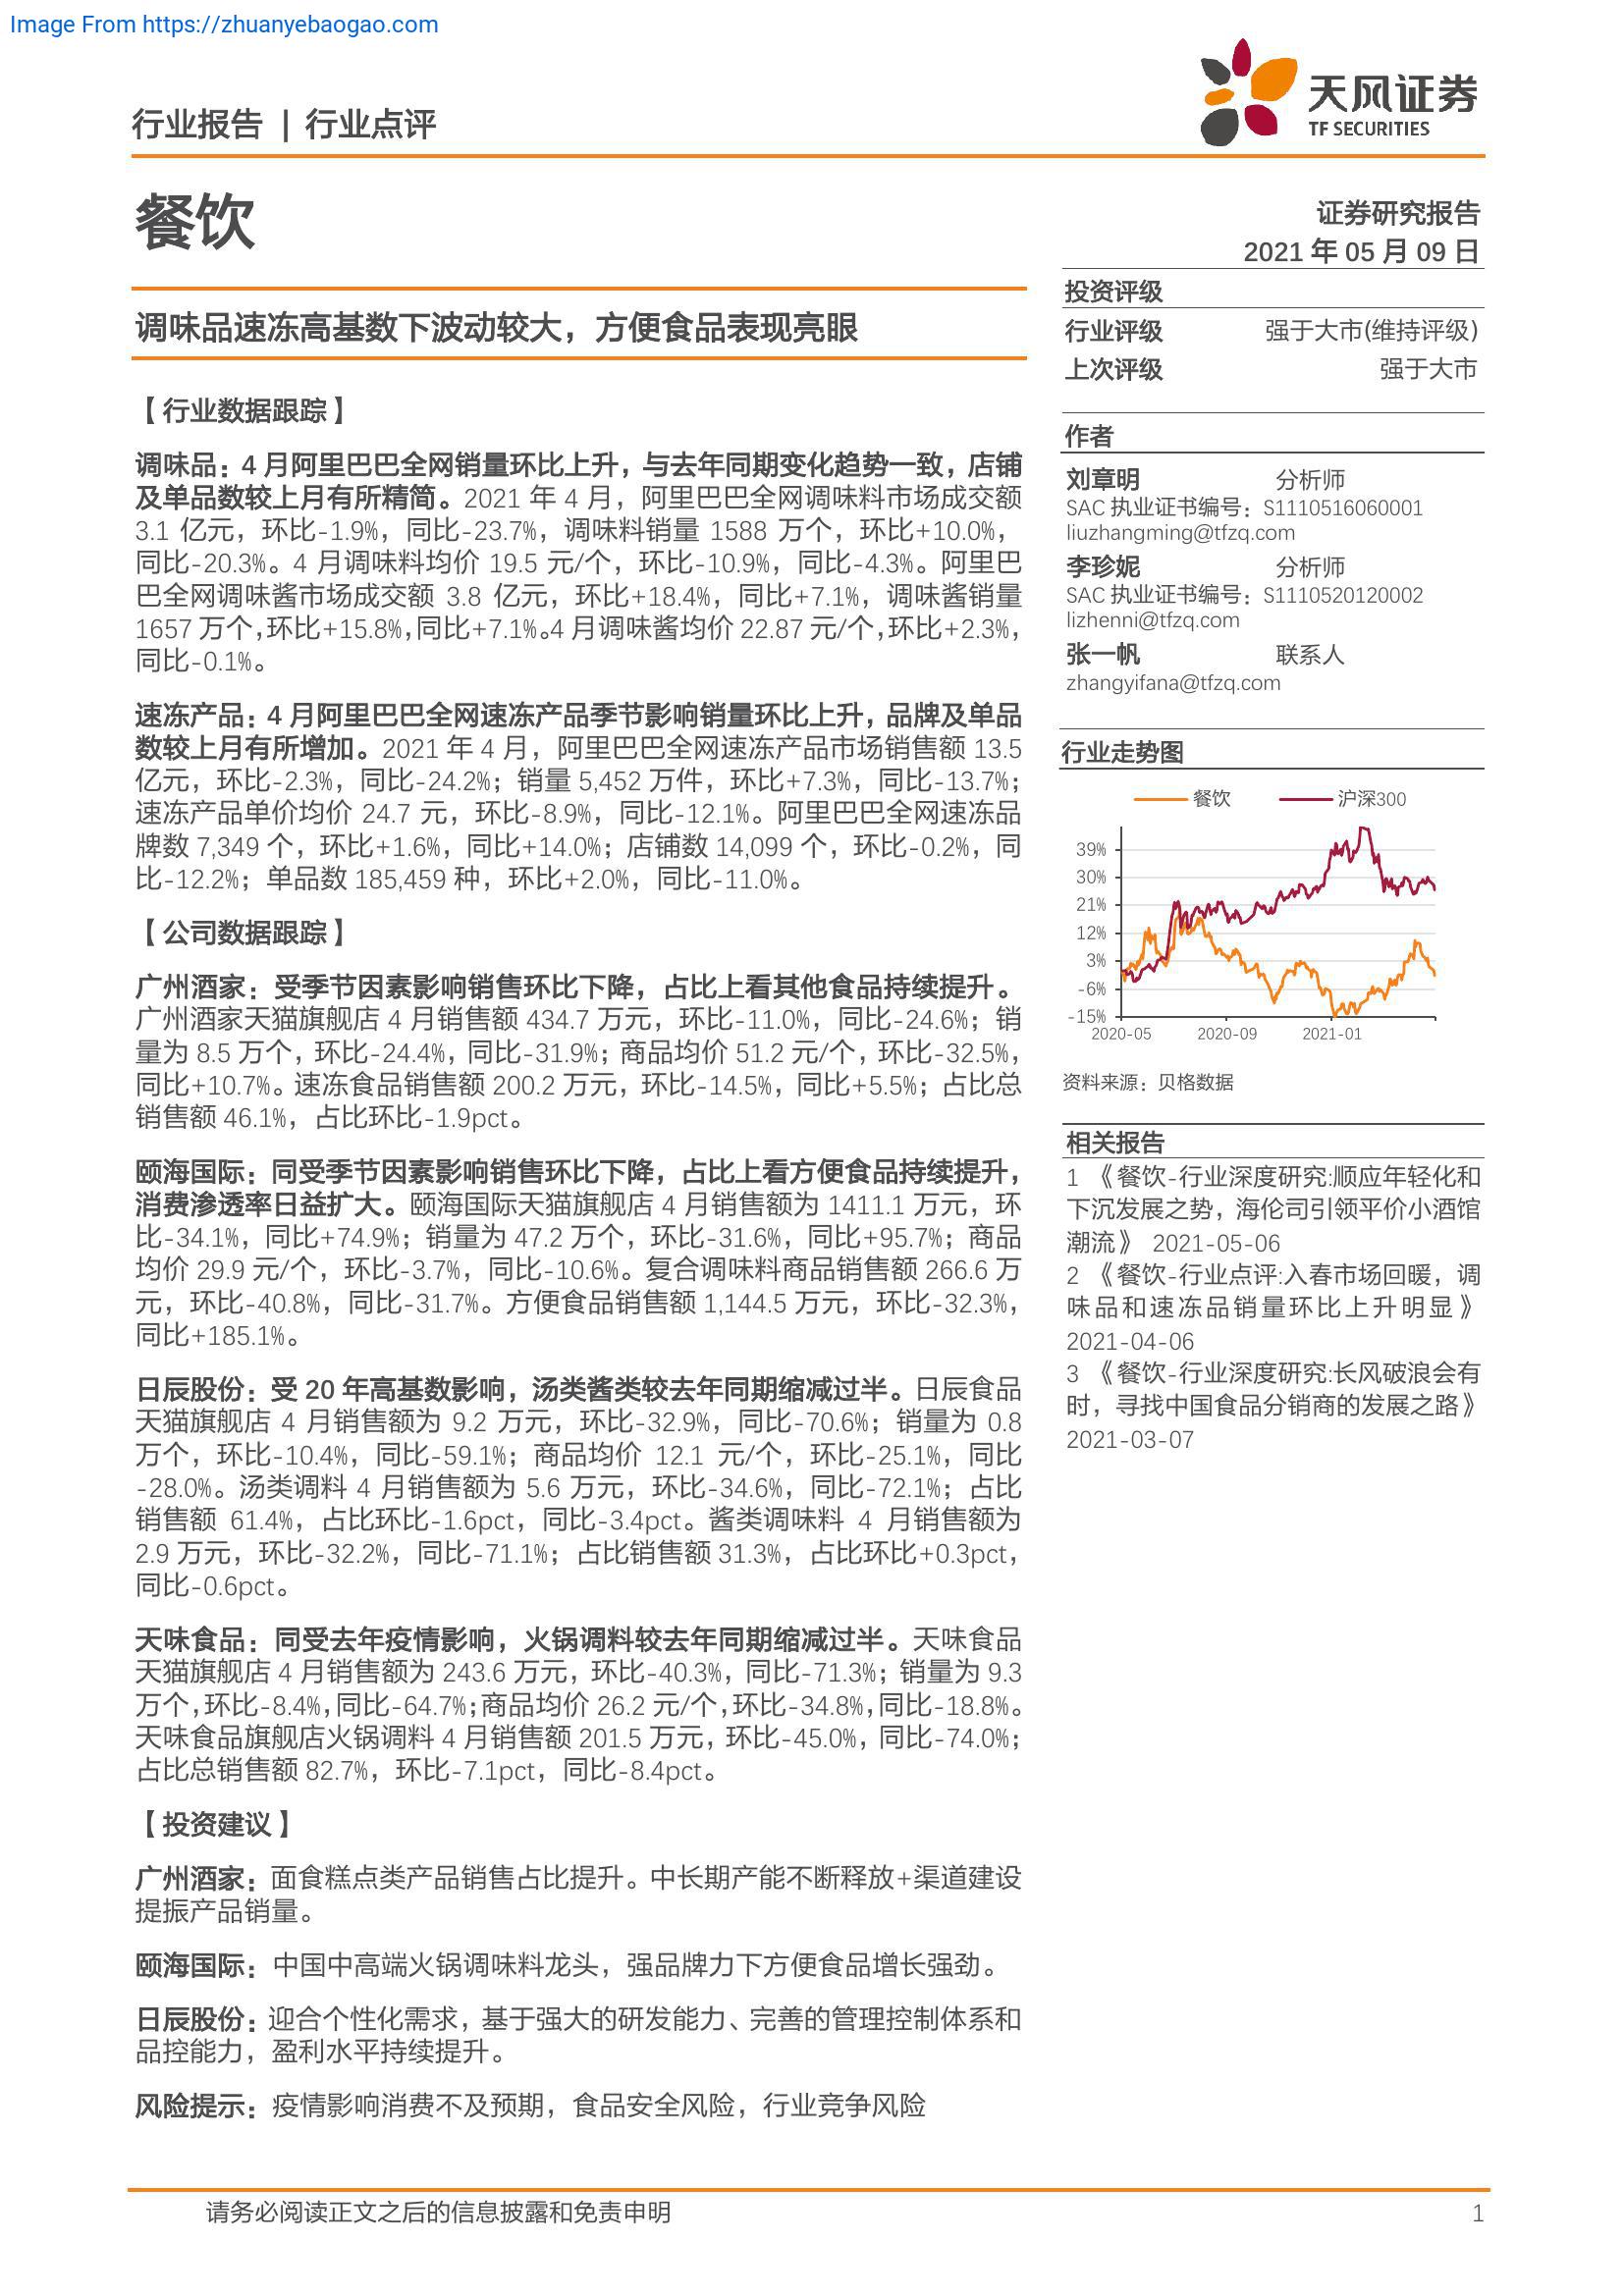 Image From https://zhuanyebaogao.com
天风证券
TF SECURITIES
行业报告 | 行业点评
餐饮
证券研究报告
2021 年 05 月 09 日
调味品速冻高基数下波动较大，方便食品表现亮眼
【行业数据跟踪】
调味品：4 月阿里巴巴全网销量环比上升，与去年同期变化趋势一致，店铺
及单品数较上月有所精简。2021 年 4 月，阿里巴巴全网调味料市场成交额
3.1 亿元，环比-1.9%，同比-23.7%，调味料销量 1588 万个，环比+10.0%，
同比-20.3%。4 月调味料均价 19.5 元/个，环比-10.9%，同比-4.3%。阿里巴
巴全网调味酱市场成交额 3.8 亿元，环比+18.4%，同比+7.1%，调味酱销量
1657 万个，环比+15.8%，同比+7.1%。4 月调味酱均价 22.87 元/个，环比+2.3%，
同比-0.1%。
速冻产品：4 月阿里巴巴全网速冻产品季节影响销量环比上升，品牌及单品
数较上月有所增加。2021 年 4 月，阿里巴巴全网速冻产品市场销售额 13.5
亿元，环比-2.3%，同比-24.2%；销量 5,452 万件，环比+7.3%，同比-13.7%；
速冻产品单价均价 24.7 元，环比-8.9%，同比-12.1%。阿里巴巴全网速冻品
牌数 7,349 个，环比+1.6%，同比+14.0%；店铺数 14,099 个，环比-0.2%，同
比-12.2%；单品数 185,459 种，环比+2.0%，同比-11.0%。
【公司数据跟踪】
广州酒家：受季节因素影响销售环比下降，占比上看其他食品持续提升。
广州酒家天猫旗舰店 4 月销售额 434.7 万元，环比-11.0%，同比-24.6%；销
量为 8.5 万个，环比-24.4%，同比-31.9%；商品均价 51.2 元/个，环比-32.5%，
同比+10.7%。速冻食品销售额 200.2 万元，环比-14.5%，同比+5.5%；占比总
销售额 46.1%，占比环比-1.9pct。
颐海国际：同受季节因素影响销售环比下降，占比上看方便食品持续提升，
消费渗透率日益扩大。颐海国际天猫旗舰店 4 月销售额为 1411.1 万元，环
比-34.1%，同比+74.9%；销量为 47.2 万个，环比-31.6%，同比+95.7%；商品
均价 29.9 元/个，环比-3.7%，同比-10.6%。复合调味料商品销售额 266.6 万
元，环比-40.8%，同比-31.7%。方便食品销售额 1,144.5 万元，环比-32.3%，
同比+185.1%。
日辰股份：受 20 年高基数影响，汤类酱类较去年同期缩减过半。日辰食品
天猫旗舰店 4 月销售额为 9.2 万元，环比-32.9%，同比-70.6%；销量为 0.8
万个，环比-10.4%，同比-59.1%；商品均价 12.1 元/个，环比-25.1%，同比
-28.0%。汤类调料 4 月销售额为 5.6 万元，环比-34.6%，同比-72.1%；占比
销售额 61.4%，占比环比-1.6pct，同比-3.4pct。酱类调味料 4 月销售额为
2.9 万元，环比-32.2%，同比-71.1%；占比销售额 31.3%，占比环比+0.3pct，
同比-0.6pct。
天味食品：同受去年疫情影响，火锅调料较去年同期缩减过半。天味食品
天猫旗舰店 4 月销售额为 243.6 万元，环比-40.3%，同比-71.3%；销量为 9.3
万个，环比-8.4%，同比-64.7%；商品均价 26.2 元/个，环比-34.8%，同比-18.8%。
天味食品旗舰店火锅调料 4 月销售额 201.5 万元，环比-45.0%，同比-74.0%；
占比总销售额 82.7%，环比-7.1pct，同比-8.4pct。
【投资建议】
广州酒家：面食糕点类产品销售占比提升。中长期产能不断释放+渠道建设
提振产品销量。
颐海国际：中国中高端火锅调味料龙头，强品牌力下方便食品增长强劲。
日辰股份：迎合个性化需求，基于强大的研发能力、完善的管理控制体系和
品控能力，盈利水平持续提升。
风险提示：疫情影响消费不及预期，食品安全风险，行业竞争风险
投资评级
行业评级 强于大市(维持评级)
上次评级 强于大市
作者
刘章明 分析师
SAC 执业证书编号：S1110516060001
liuzhangming@tfzq.com
李珍妮 分析师
SAC 执业证书编号：S1110520120002
lizhenni@tfzq.com
张一帆 联系人
zhangyifana@tfzq.com
行业走势图
餐饮 沪深300
39%
30%
21%
12%
3%
-6%
-15%
2020-05 2020-09 2021-01
资料来源：贝格数据
相关报告
1 《餐饮-行业深度研究:顺应年轻化和
下沉发展之势，海伦司引领平价小酒馆
潮流》 2021-05-06
2 《餐饮-行业点评:入春市场回暖，调
味品和速冻品销量环比上升明显》
2021-04-06
3 《餐饮-行业深度研究:长风破浪会有
时，寻找中国食品分销商的发展之路》
2021-03-07
请务必阅读正文之后的信息披露和免责申明 1